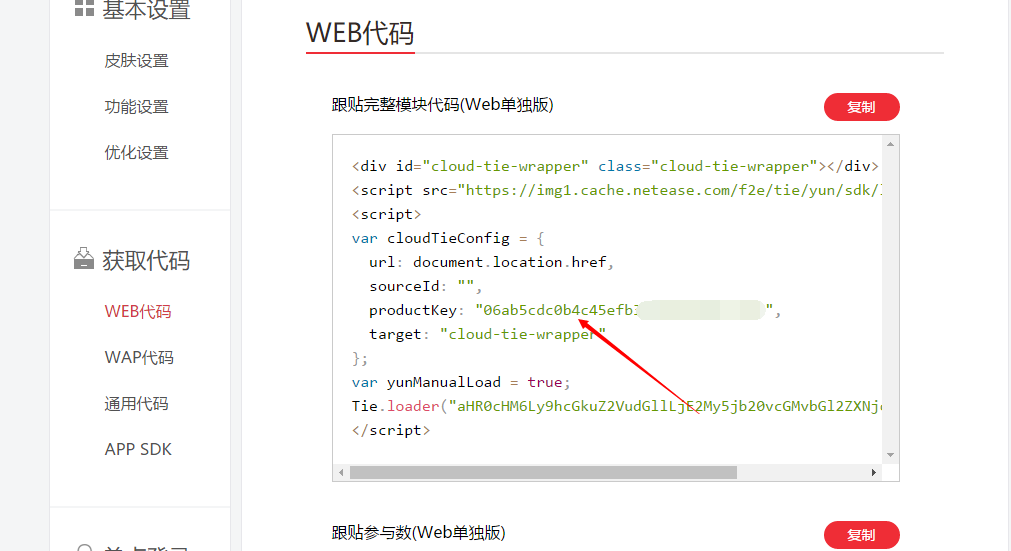 基本设置
皮肤设置
功能设置
优化设置
获取代码
WEB代码
WAP代码
通用代码
APP SDK
WEB代码
跟贴完整模块代码(Web单独版)
复制
<div id="cloud-tie-wrapper" class="cloud-tie-wrapper"></div>
<script src="https://img1.cache.netease.com/f2e/tie/yun/sdk/
<script>
var cloudTieConfig = {
url: document.location.href,
sourceId: "",
productKey: "06ab5cdc0b4c45efb ",
target: "cloud-tie-wrapper"
};
var yunManualLoad = true;
Tie.loader("aHR0cHM6Ly9hcGkuZ2VudGllLjE2My5jb20vcGMvbGl2ZXNj
</script>
跟贴参与数(Web单独版)
复制